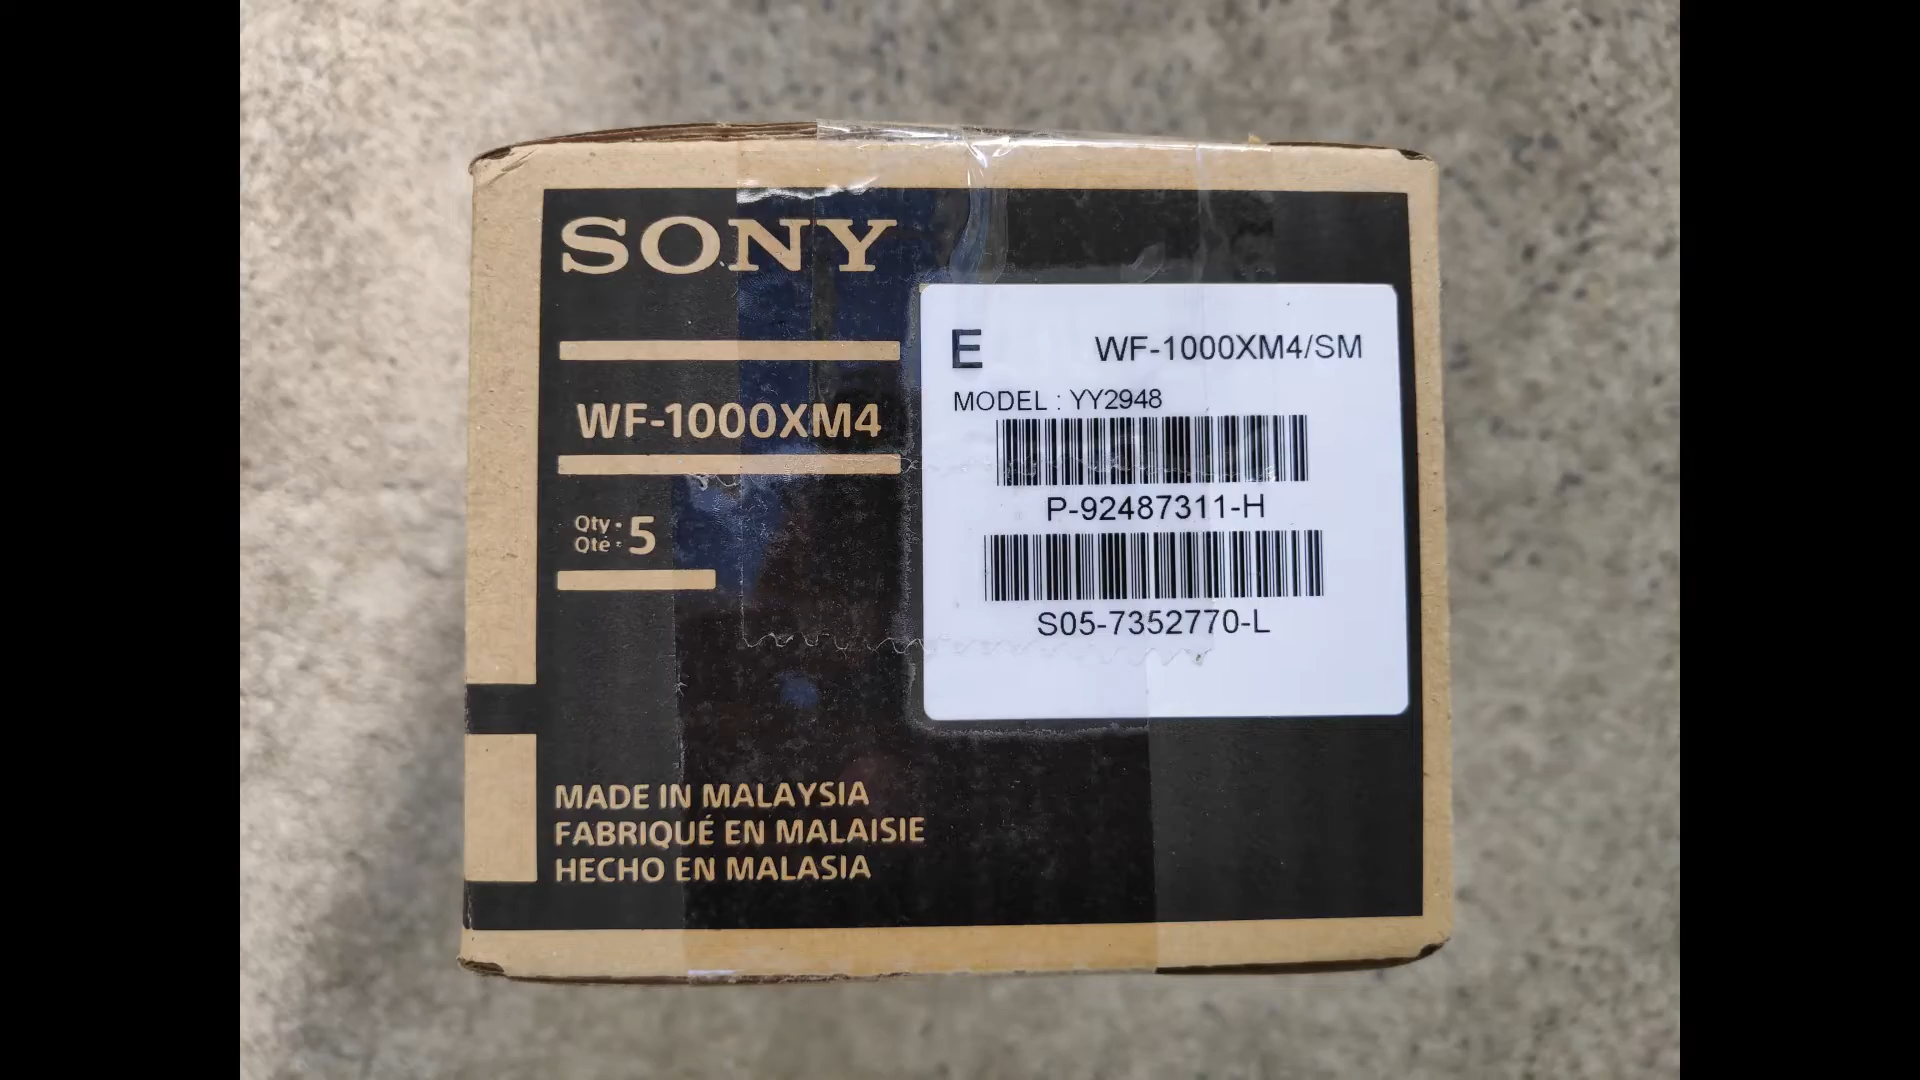 SONY
WF-1000XM4
Qty · 5
Qté ·
MADE IN MALAYSIA
FABRIQUÉ EN MALAISIE
HECHO EN MALASIA
E WF-1000XM4/SM
MODEL : YY2948
P-92487311-H
S05-7352770-L